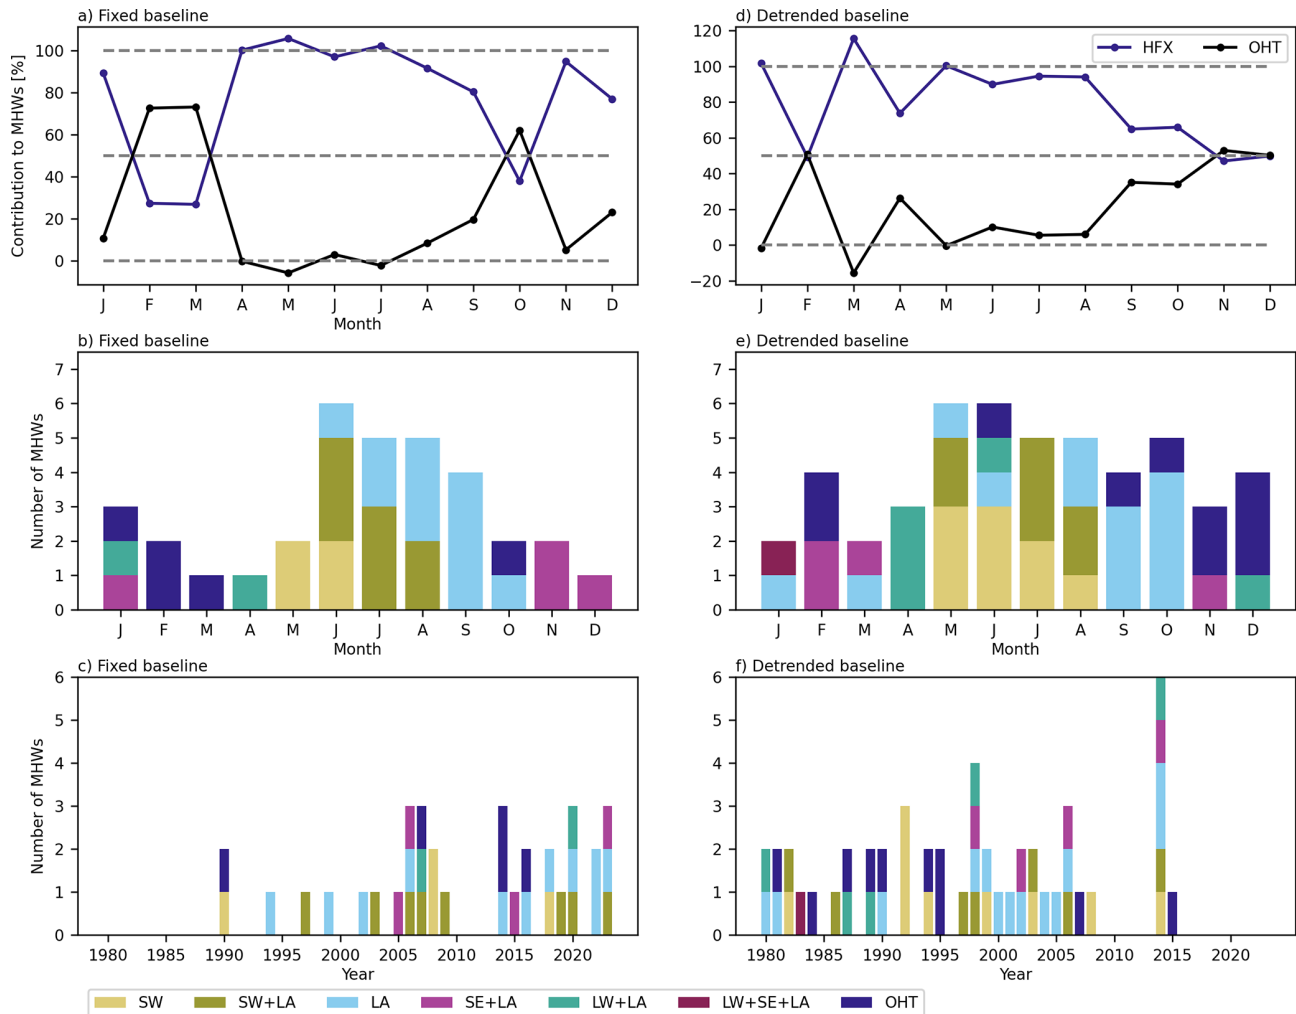 a) Fixed baseline
Contribution to MHWs [%]
100
80
60
40
20
0
J F M A M J J A S O N D
Month
d) Detrended baseline
HFX OHT
120
100
80
60
40
20
0
−20
J F M A M J J A S O N D
b) Fixed baseline
Number of MHWs
7
6
5
4
3
2
1
0
J F M A M J J A S O N D
Month
e) Detrended baseline
7
6
5
4
3
2
1
0
J F M A M J J A S O N D
Month
c) Fixed baseline
Number of MHWs
6
5
4
3
2
1
0
1980 1985 1990 1995 2000 2005 2010 2015 2020
Year
f) Detrended baseline
6
5
4
3
2
1
0
1980 1985 1990 1995 2000 2005 2010 2015 2020
Year
SW SW+LA LA SE+LA LW+LA LW+SE+LA OHT